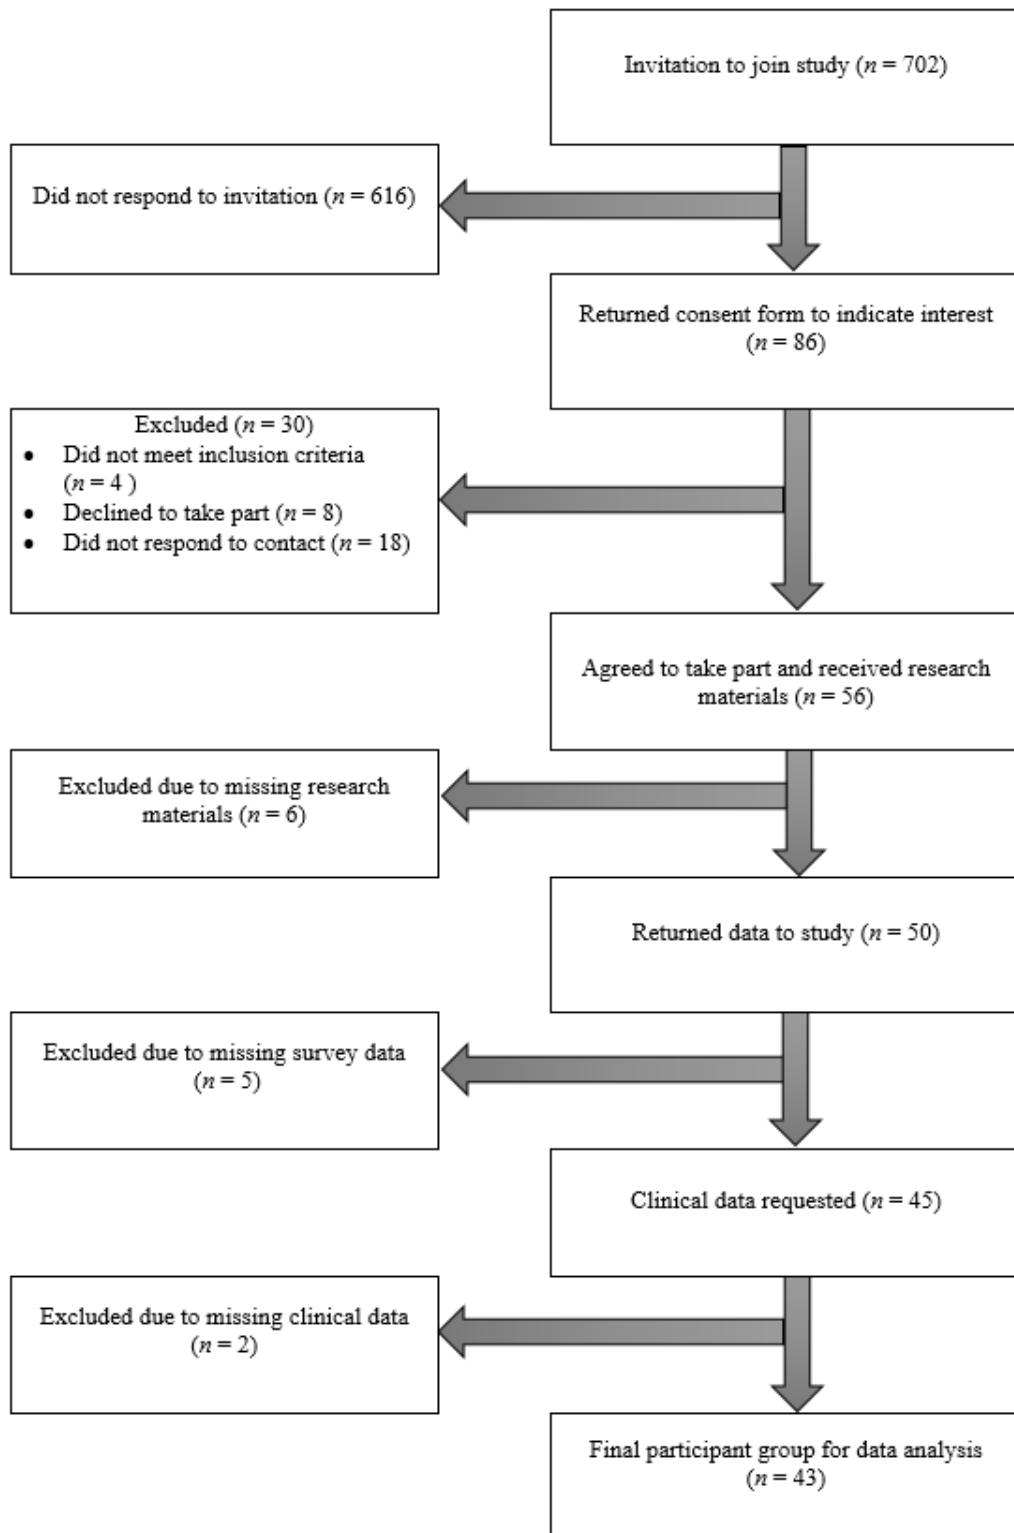 Invitation to join study (n = 702)
Did not respond to invitation (n = 616)
Returned consent form to indicate interest
(n = 86)
Excluded (n = 30)
• Did not meet inclusion criteria
(n = 4 )
• Declined to take part (n = 8)
• Did not respond to contact (n = 18)
Agreed to take part and received research
materials (n = 56)
Excluded due to missing research
materials (n = 6)
Returned data to study (n = 50)
Excluded due to missing survey data
(n = 5)
Clinical data requested (n = 45)
Excluded due to missing clinical data
(n = 2)
Final participant group for data analysis
(n = 43)